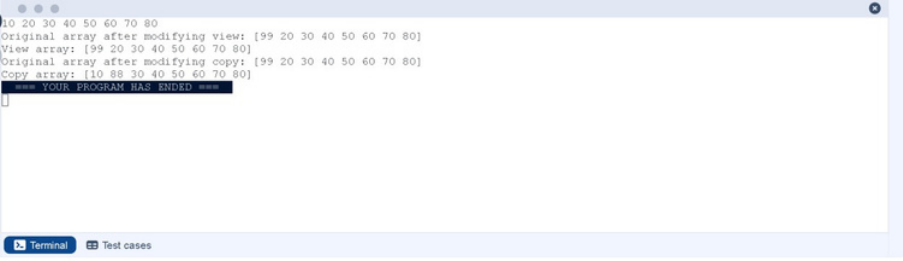 10 20 30 40 50 60 70 80
Original array after modifying view: [99 20 30 40 50 60 70 80]
View array: [99 20 30 40 50 60 70 80]
Original array after modifying copy: [99 20 30 40 50 60 70 80]
Copy array: [10 88 30 40 50 60 70 80]
=== YOUR PROGRAM HAS ENDED ===
Terminal Test cases